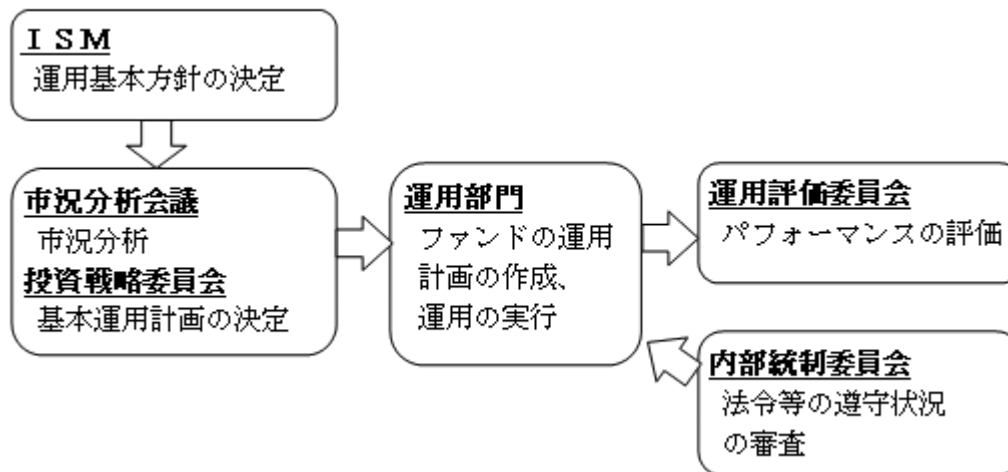 ＩＳＭ
運用基本方針の決定
市況分析会議
市況分析
投資戦略委員会
基本運用計画の決定
運用部門
ファンドの運用
計画の作成、
運用の実行
運用評価委員会
パフォーマンスの評価
内部統制委員会
法令等の遵守状況
の審査